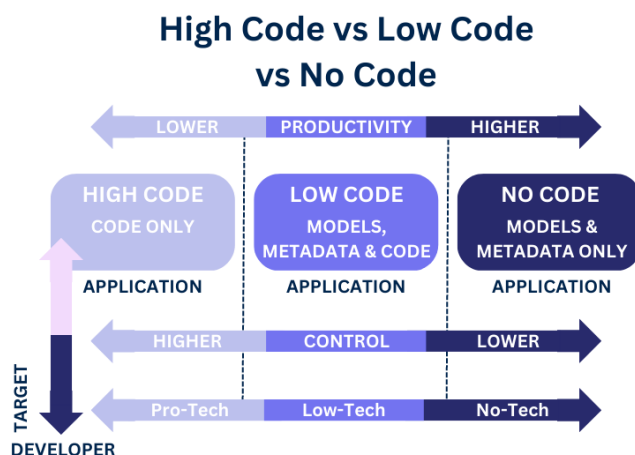 High Code vs Low Code
vs No Code
LOWER PRODUCTIVITY HIGHER
HIGH CODE
CODE ONLY
LOW CODE
MODELS,
METADATA & CODE
NO CODE
MODELS &
METADATA ONLY
APPLICATION APPLICATION APPLICATION
HIGHER CONTROL LOWER
TARGET
Pro-Tech Low-Tech No-Tech
DEVELOPER